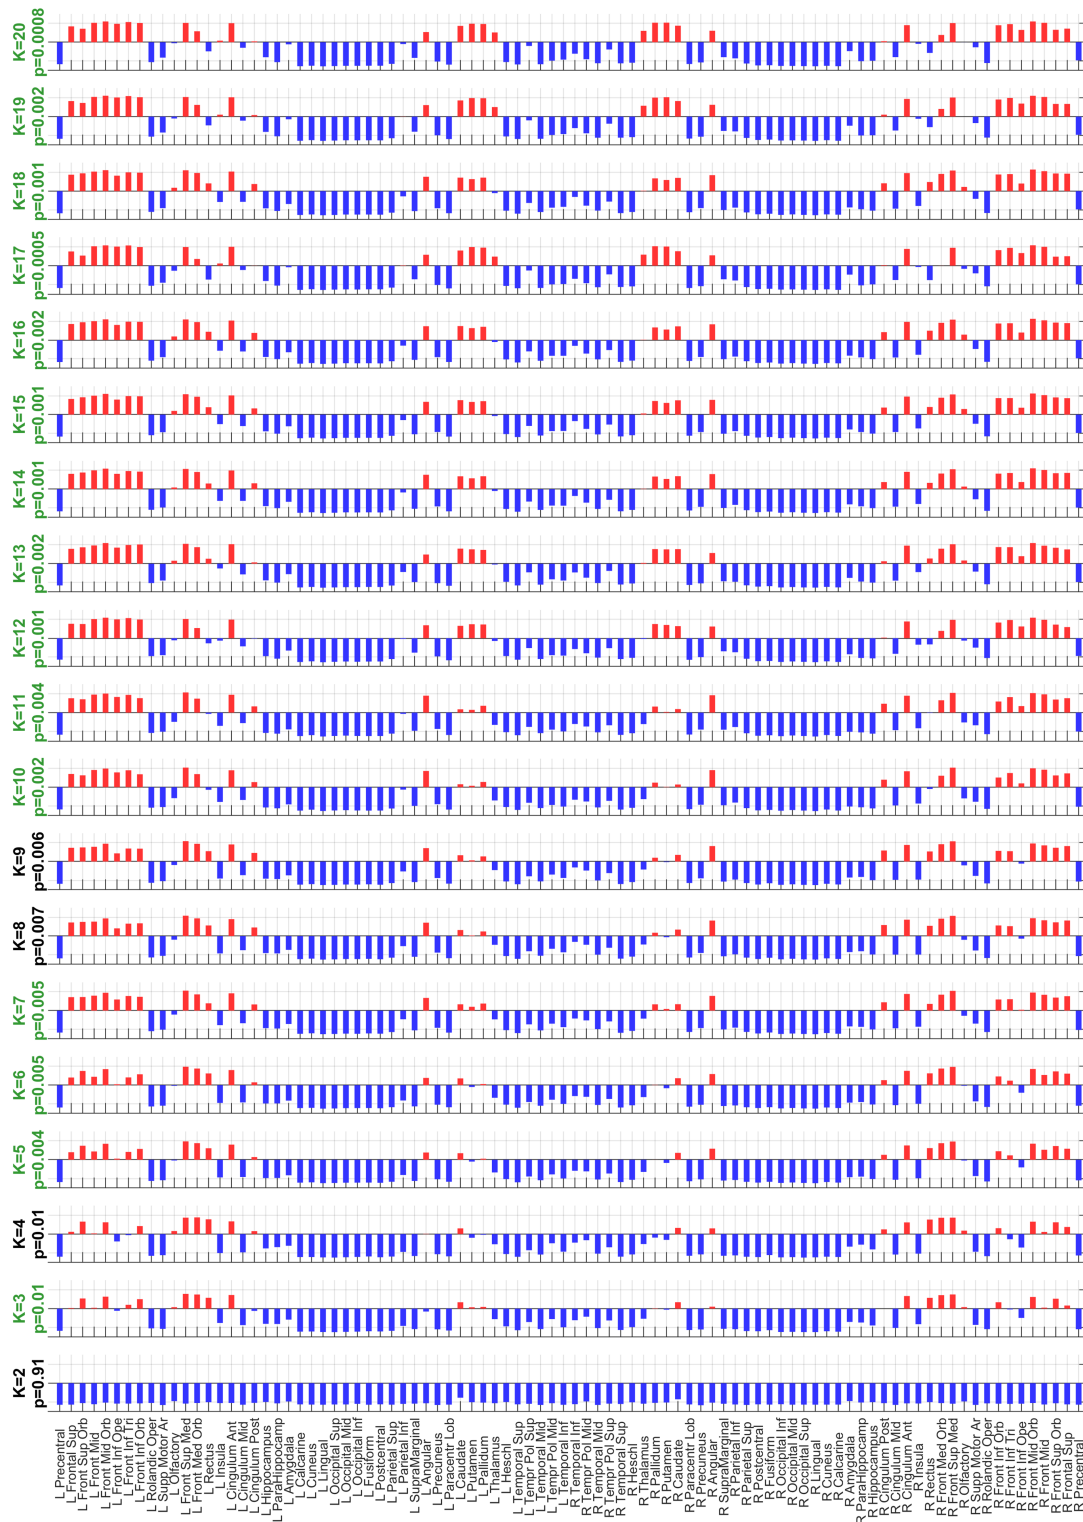 K=20
p=0.0008
K=19
p=0.002
K=18
p=0.001
K=17
p=0.0005
K=16
p=0.002
K=15
p=0.001
K=14
p=0.001
K=13
p=0.002
K=12
p=0.001
K=11
p=0.004
K=10
p=0.002
K=9
p=0.006
K=8
p=0.007
K=7
p=0.005
K=6
p=0.005
K=5
p=0.004
K=4
p=0.01
K=3
p=0.01
K=2
p=0.91
L Precentral
L Frontal Sup
L Front Sup Orb
L Front Mid
L Front Mid Orb
L Front Inf Ope
L Front Inf Tri
L Front Inf Orb
L Rolandic Oper
L Supp Motor Ar
L Olfactory
L Front Sup Med
L Front Med Orb
L Rectus
L Insula
L Cingulum Ant
L Cingulum Mid
L Cingulum Post
L Hippocampus
L ParaHippocamp
L Amygdala
L Calcarine
L Cuneus
L Lingual
L Occipital Sup
L Occipital Mid
L Occipital Inf
L Fusiform
L Postcentral
L Parietal Sup
L Parietal Inf
L SupraMarginal
L Angular
L Precuneus
L Paracentr Lob
L Caudate
L Putamen
L Pallidum
L Thalamus
L Heschl
L Temporal Sup
L Tempr Pol Sup
L Temporal Mid
L Tempr Pol Mid
L Temporal Inf
R Temporal Inf
R Tempr Pol Mid
R Temporal Mid
R Tempr Pol Sup
R Temporal Sup
R Heschl
R Thalamus
R Pallidum
R Putamen
R Caudate
R Paracentr Lob
R Precuneus
R Angular
R SupraMarginal
R Parietal Inf
R Parietal Sup
R Postcentral
R Fusiform
R Occipital Inf
R Occipital Mid
R Occipital Sup
R Lingual
R Cuneus
R Calcarine
R Amygdala
R ParaHippocamp
R Hippocampus
R Cingulum Post
R Cingulum Mid
R Cingulum Ant
R Insula
R Rectus
R Front Med Orb
R Front Sup Med
R Olfactory
R Supp Motor Ar
R Rolandic Oper
R Front Inf Orb
R Front Inf Tri
R Front Inf Ope
R Front Mid Orb
R Front Mid
R Front Sup Orb
R Frontal Sup
R Precentral